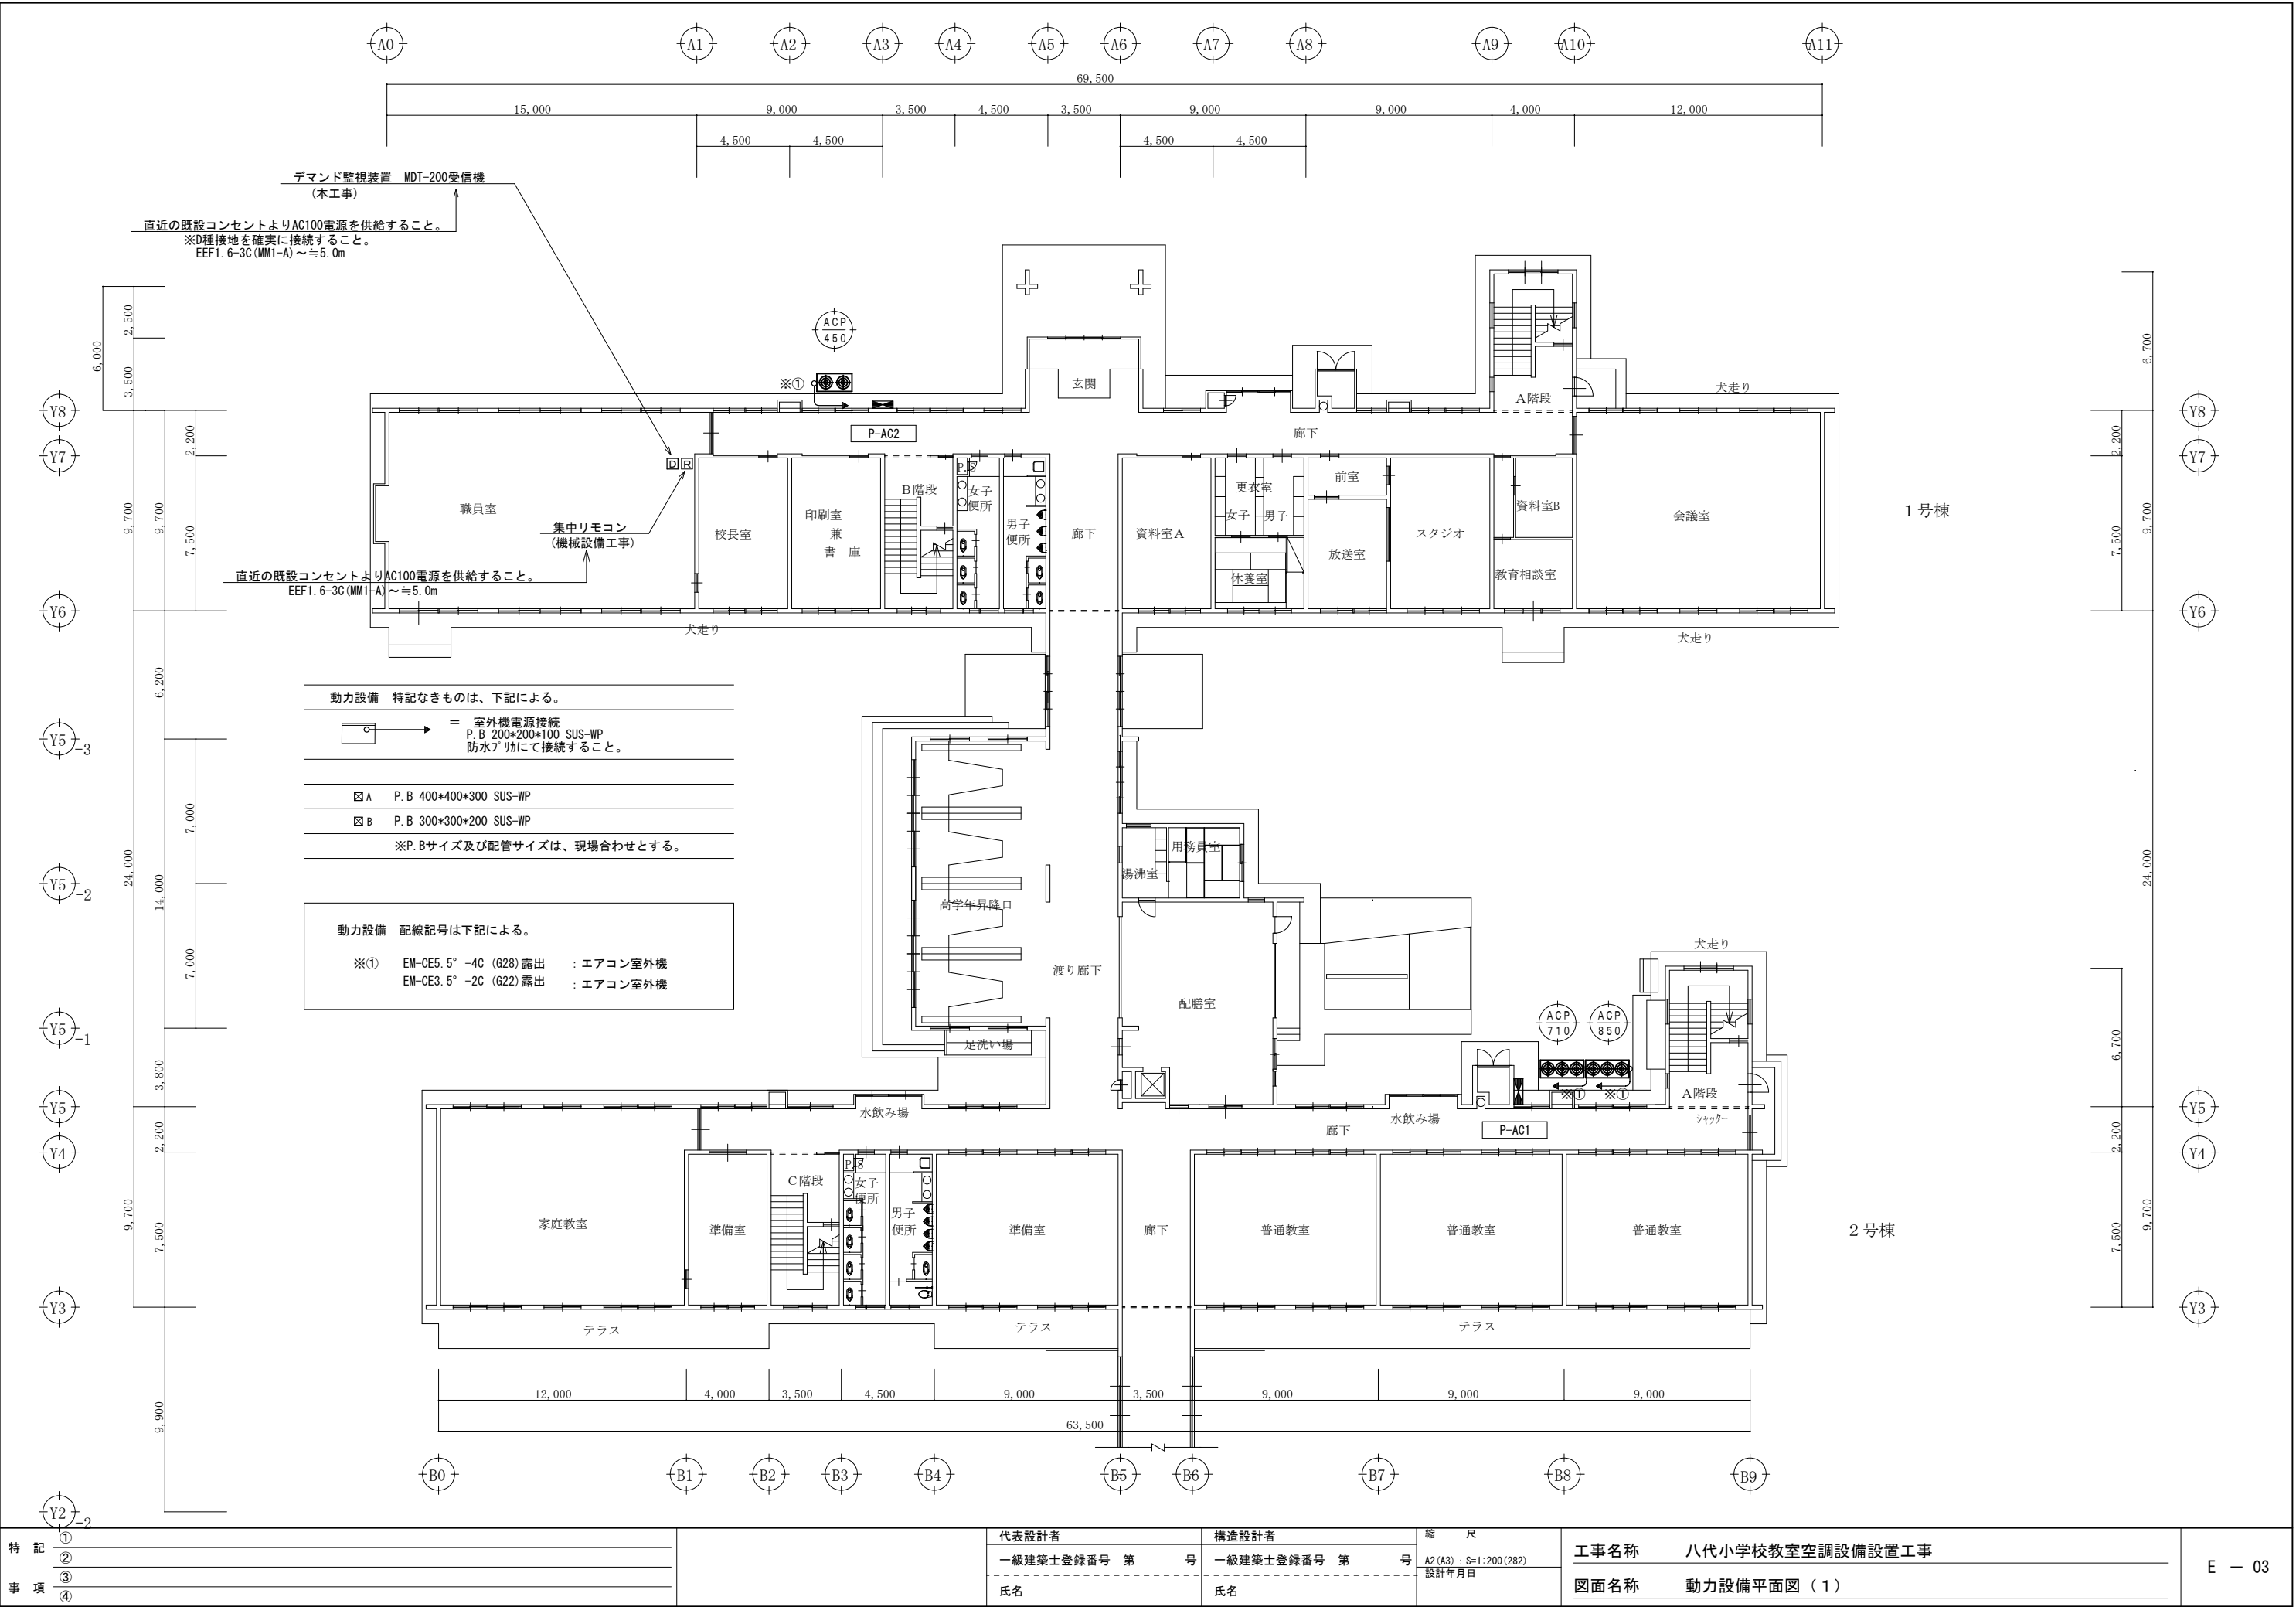 A0 A1 A2 A3 A4 A5 A6 A7 A8 A9 A10 A11
69,500
15,000 9,000 3,500 4,500 3,500 9,000 9,000 4,000 12,000
4,500 4,500 4,500 4,500
デマンド監視装置 MDT-200受信機
(本工事)
直近の既設コンセントよりAC100電源を供給すること。
※D種接地を確実に接続すること。
EEF1.6-3C(MM1-A)～≒5.0m
ACP
450
※①
玄関
A階段
犬走り
P-AC2
廊下
D R
職員室
集中リモコン
(機械設備工事)
直近の既設コンセントよりAC100電源を供給すること。
EEF1.6-3C(MM1-A)～≒5.0m
校長室
印刷室
兼
書 庫
B階段
P.S
女子
便所
男子
便所
廊下
資料室A
更衣室
女子 男子
休養室
前室
放送室
スタジオ
資料室B
教育相談室
会議室
1号棟
犬走り
犬走り
Y8
Y7
Y6
Y5-3
Y5-2
Y5-1
Y5
Y4
Y3
Y2-2
6,000
2,500
3,500
2,200
9,700
9,700
7,500
6,200
7,000
24,000
14,000
7,000
3,800
2,200
9,700
7,500
9,900
動力設備 特記なきものは、下記による。
= 室外機電源接続
P.B 200*200*100 SUS-WP
防水ﾌﾟﾘｶにて接続すること。
A P.B 400*400*300 SUS-WP
B P.B 300*300*200 SUS-WP
※P.Bサイズ及び配管サイズは、現場合わせとする。
動力設備 配線記号は下記による。
※① EM-CE5.5°-4C (G28)露出 :エアコン室外機
EM-CE3.5°-2C (G22)露出 :エアコン室外機
高学年昇降口
足洗い場
渡り廊下
用務員室
湯沸室
配膳室
犬走り
ACP
710
ACP
850
※① ※①
A階段
シャッター
水飲み場
廊下
水飲み場
P-AC1
家庭教室
準備室
C階段
P.S
女子
便所
男子
便所
準備室
廊下
普通教室
普通教室
普通教室
2号棟
テラス
テラス
テラス
6,700
Y8
2,200
Y7
9,700
7,500
Y6
24,000
6,700
Y5
2,200
Y4
9,700
7,500
Y3
12,000 4,000 3,500 4,500 9,000 3,500 9,000 9,000 9,000
63,500
B0 B1 B2 B3 B4 B5 B6 B7 B8 B9
特 記
事 項
①
②
③
④
代表設計者
一級建築士登録番号 第 号
氏名
構造設計者
一級建築士登録番号 第 号
氏名
縮 尺
A2(A3) : S=1:200(282)
設計年月日
工事名称 八代小学校教室空調設備設置工事
図面名称 動力設備平面図(1)
E － 03